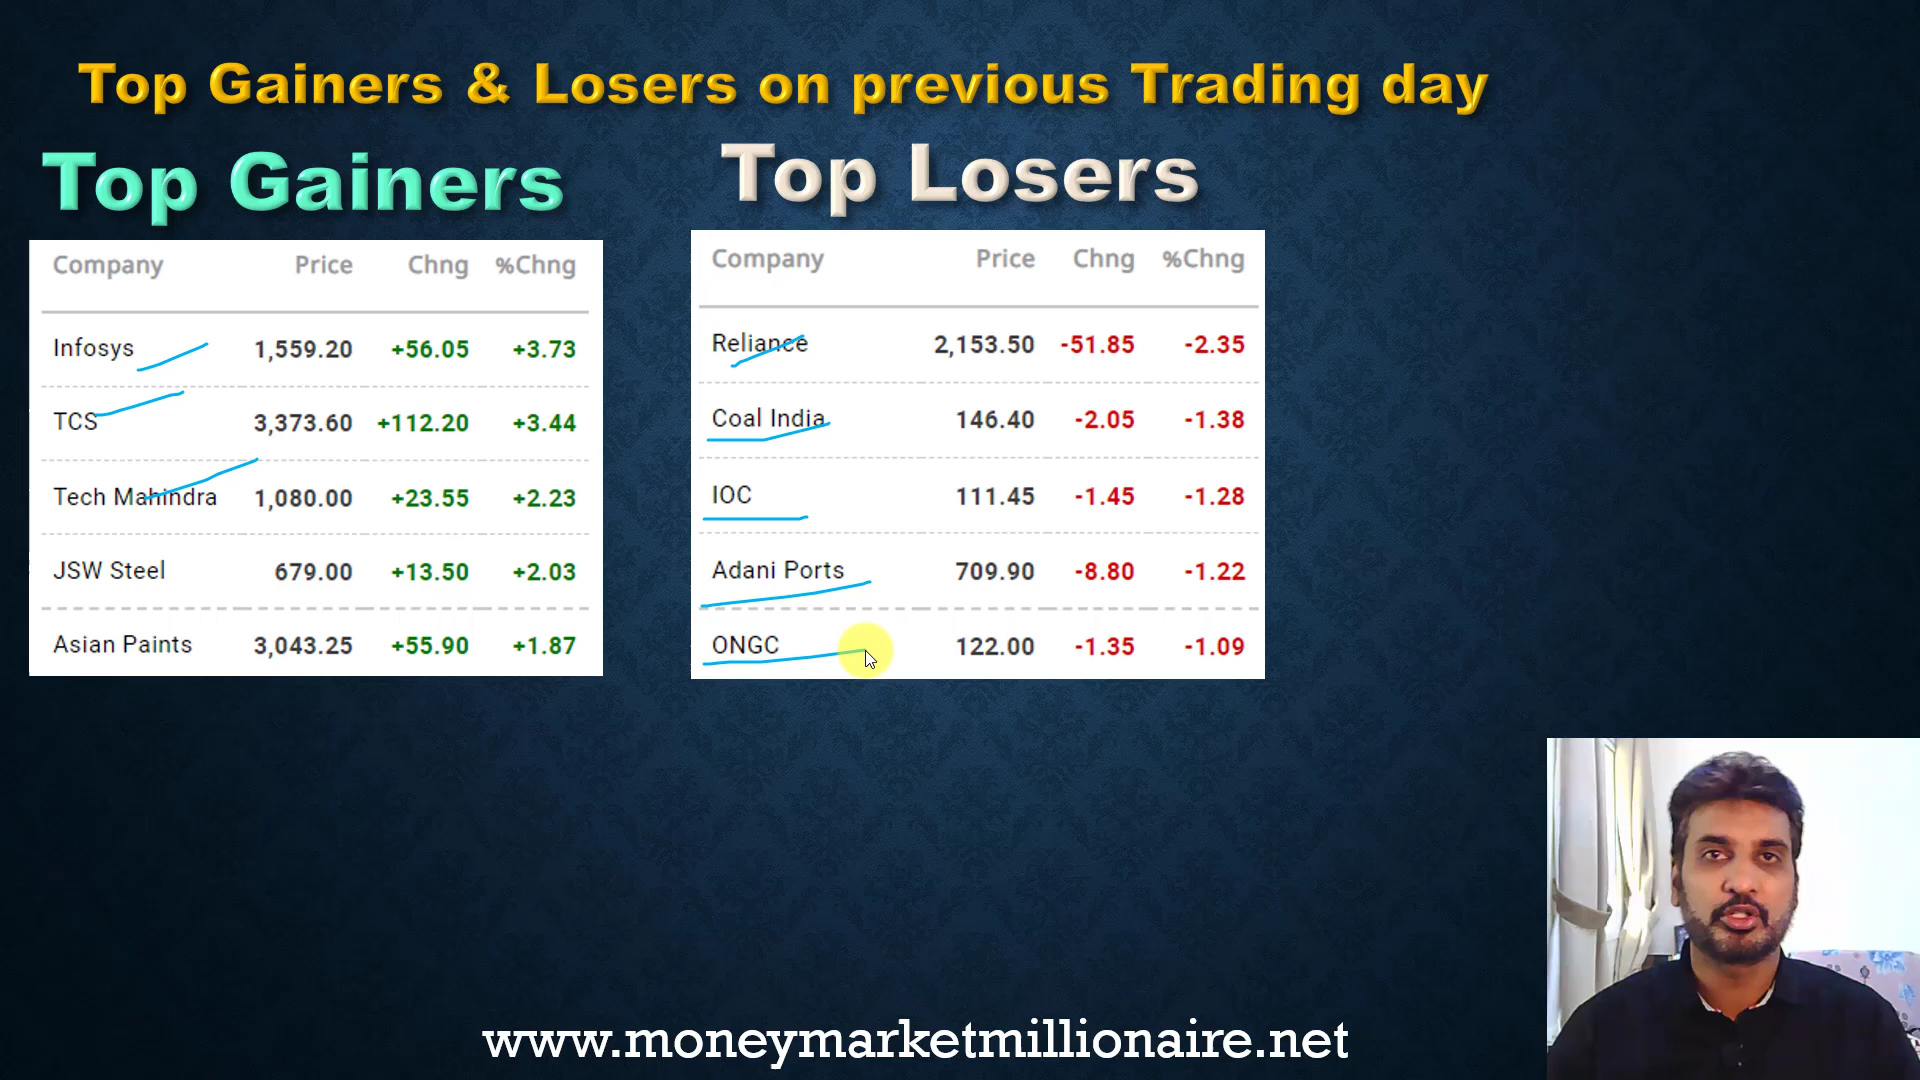 Top Gainers & Losers on previous Trading day
Top Gainers
Company Price Chng %Chng
Infosys 1,559.20 +56.05 +3.73
TCS 3,373.60 +112.20 +3.44
Tech Mahindra 1,080.00 +23.55 +2.23
JSW Steel 679.00 +13.50 +2.03
Asian Paints 3,043.25 +55.90 +1.87
Top Losers
Company Price Chng %Chng
Reliance 2,153.50 -51.85 -2.35
Coal India 146.40 -2.05 -1.38
IOC 111.45 -1.45 -1.28
Adani Ports 709.90 -8.80 -1.22
ONGC 122.00 -1.35 -1.09
www.moneymarketmillionaire.net